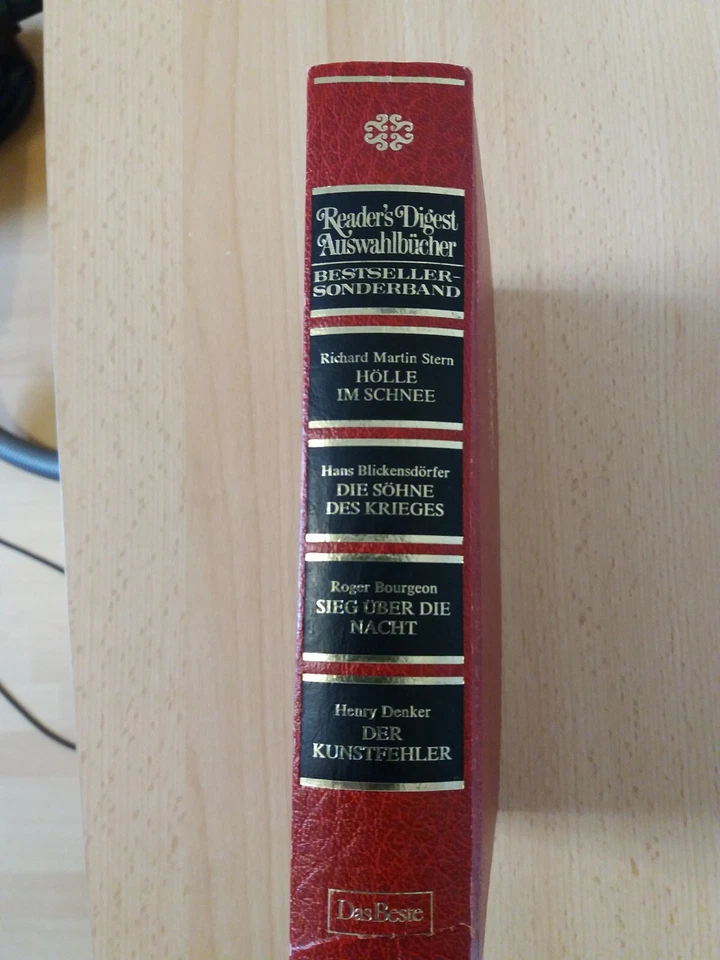 Reader's Digest
Auswahlbücher
BESTSELLER-
SONDERBAND
Richard Martin Stern
HÖLLE
IM SCHNEE
Hans Blickensdörfer
DIE SÖHNE
DES KRIEGES
Roger Bourgeon
SIEG ÜBER DIE
NACHT
Henry Denker
DER
KUNSTFEHLER
Das Beste